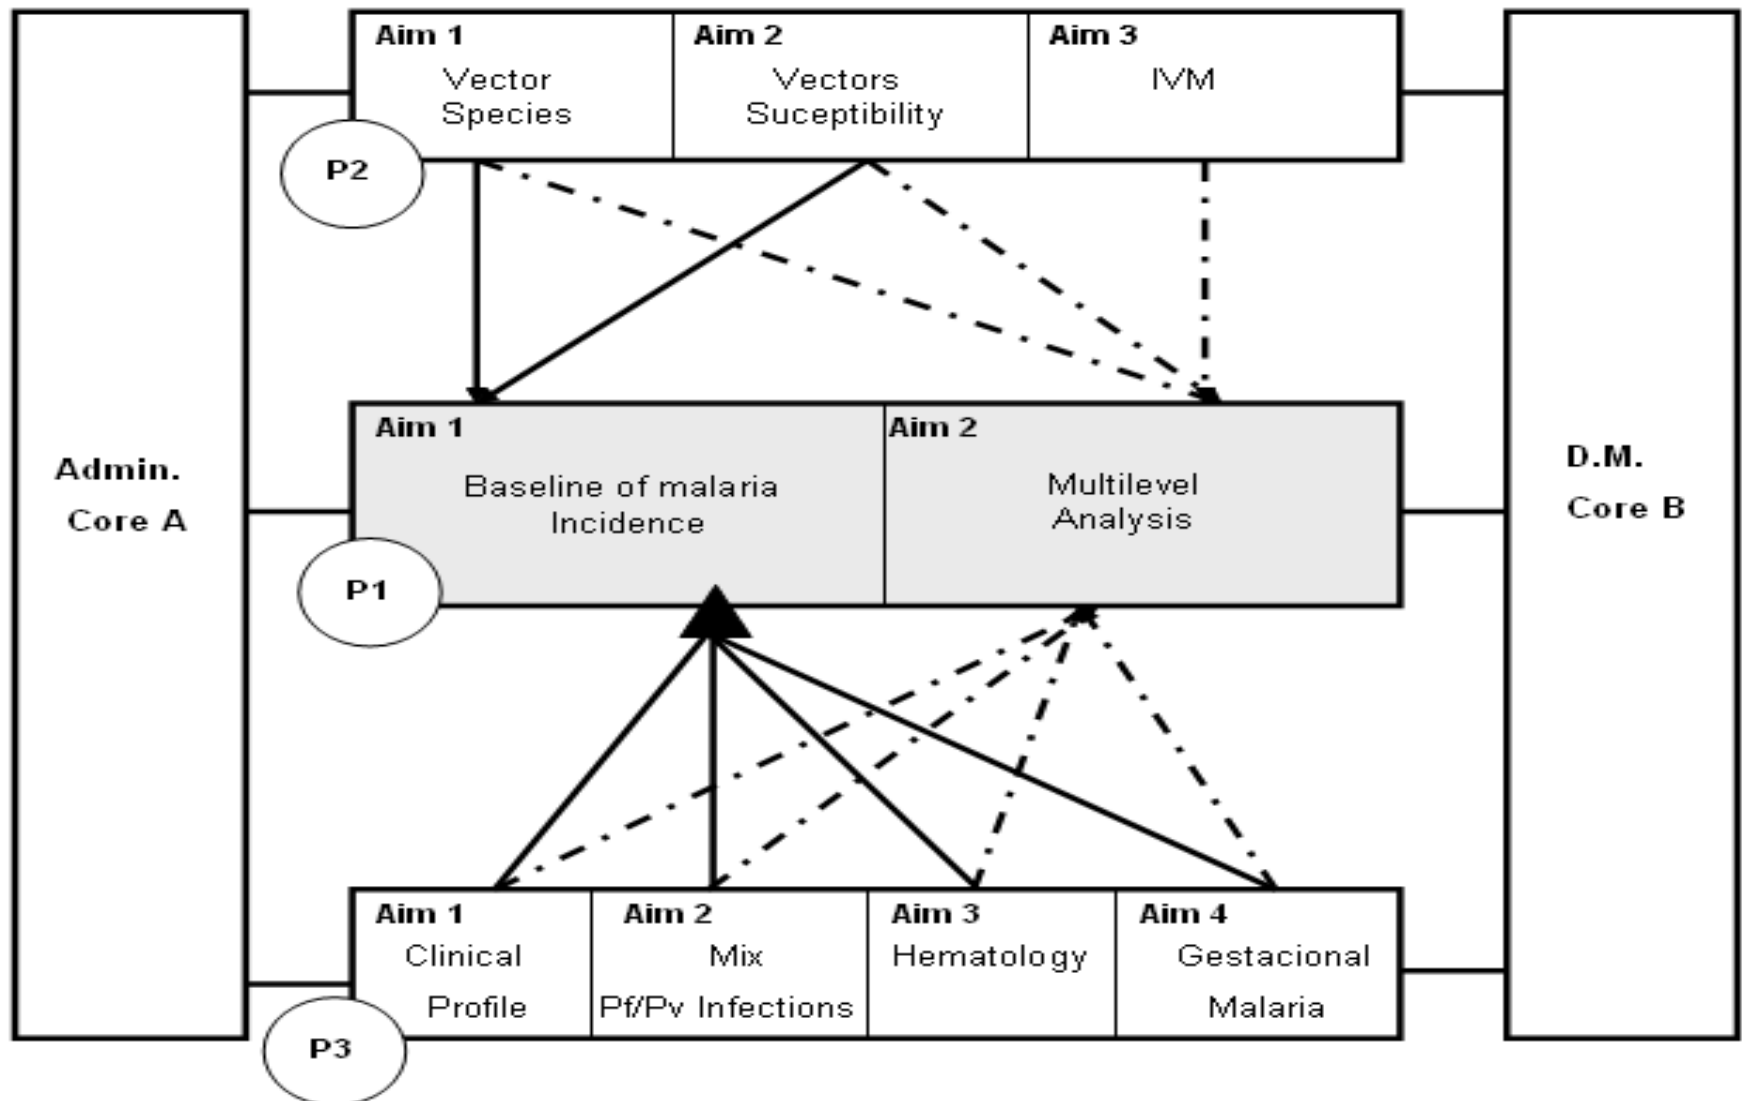 Aim 1
Vector
Species
Aim 2
Vectors
Suceptibility
Aim 3
IVM
P2
Admin.
Core A
Aim 1
Baseline of malaria
Incidence
Aim 2
Multilevel
Analysis
P1
D.M.
Core B
Aim 1
Clinical
Profile
Aim 2
Mix
Pf/Pv Infections
Aim 3
Hematology
Aim 4
Gestacional
Malaria
P3